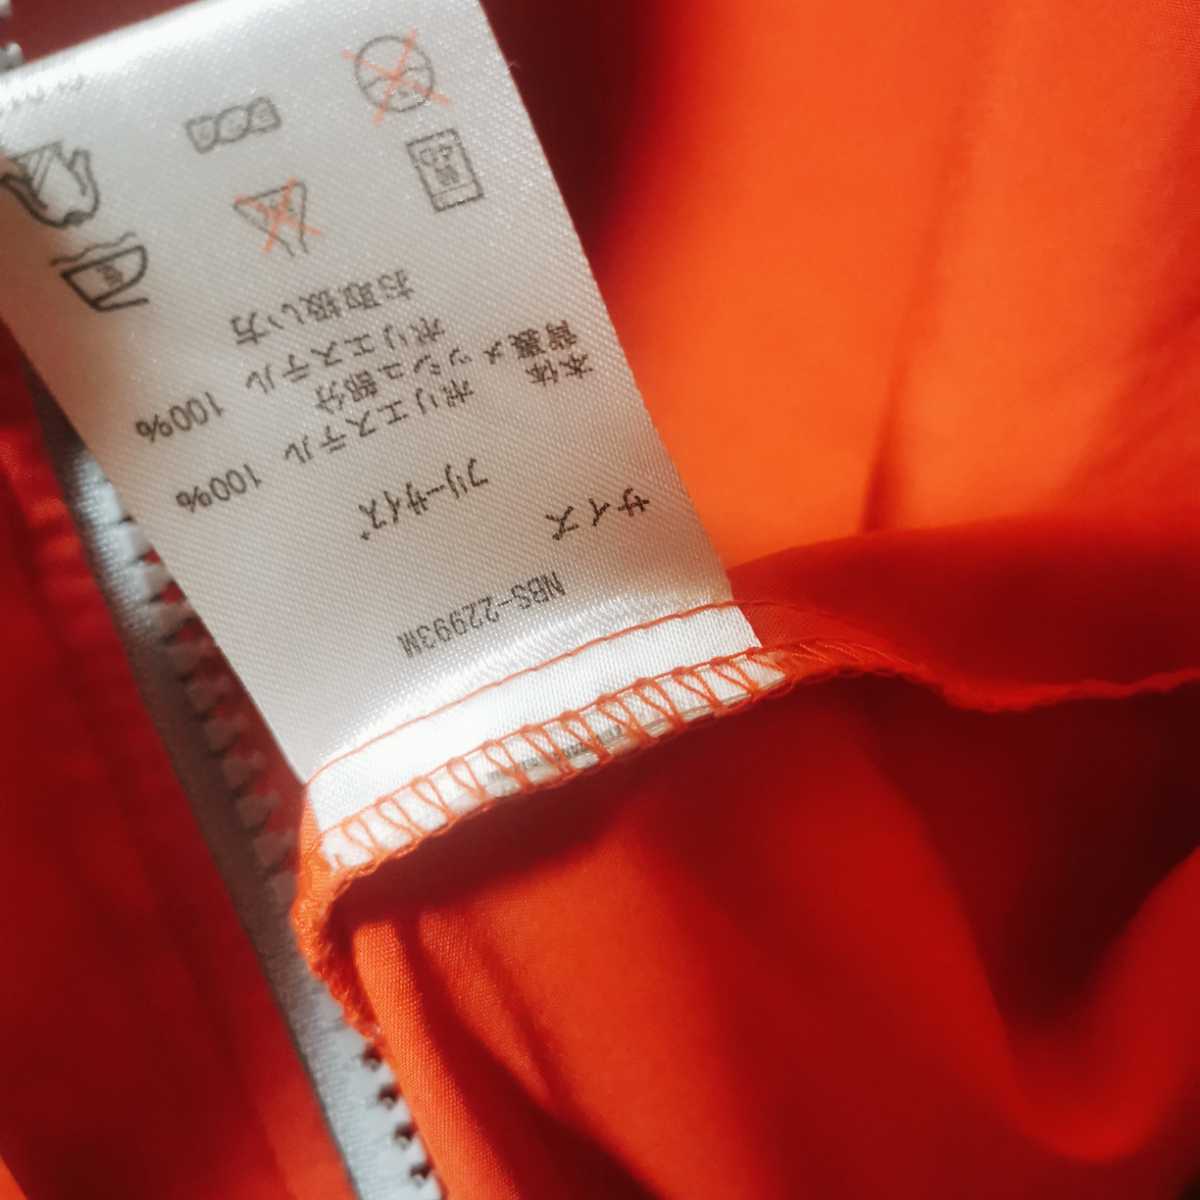 NBS-22993M
サイズ
フリーサイズ
本体 ポリエステル 100%
背裏メッシュ部分
ポリエステル 100%
お取扱い方